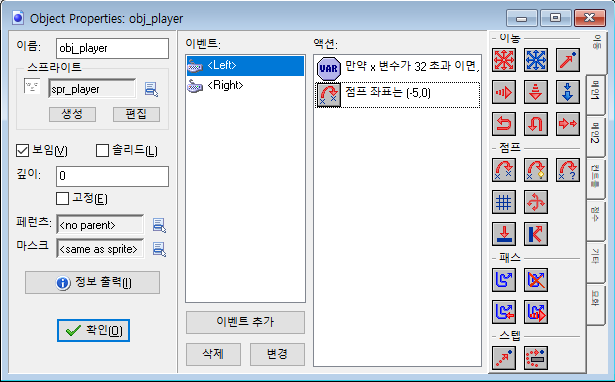 Object Properties: obj_player
이름:
obj_player
스프라이트
spr_player
생성
편집
보임(V)
솔리드(L)
깊이:
0
고정(E)
페런츠:
<no parent>
마스크
<same as sprite>
정보 출력(I)
확인(O)
이벤트:
<Left>
<Right>
이벤트 추가
삭제
변경
액션:
VAR
만약 x 변수가 32 초과 이면,
점프 좌표는 (-5,0)
이동
점프
?
패스
스텝
이동
메인1
메인2
컨트롤
점수
기타
묘화